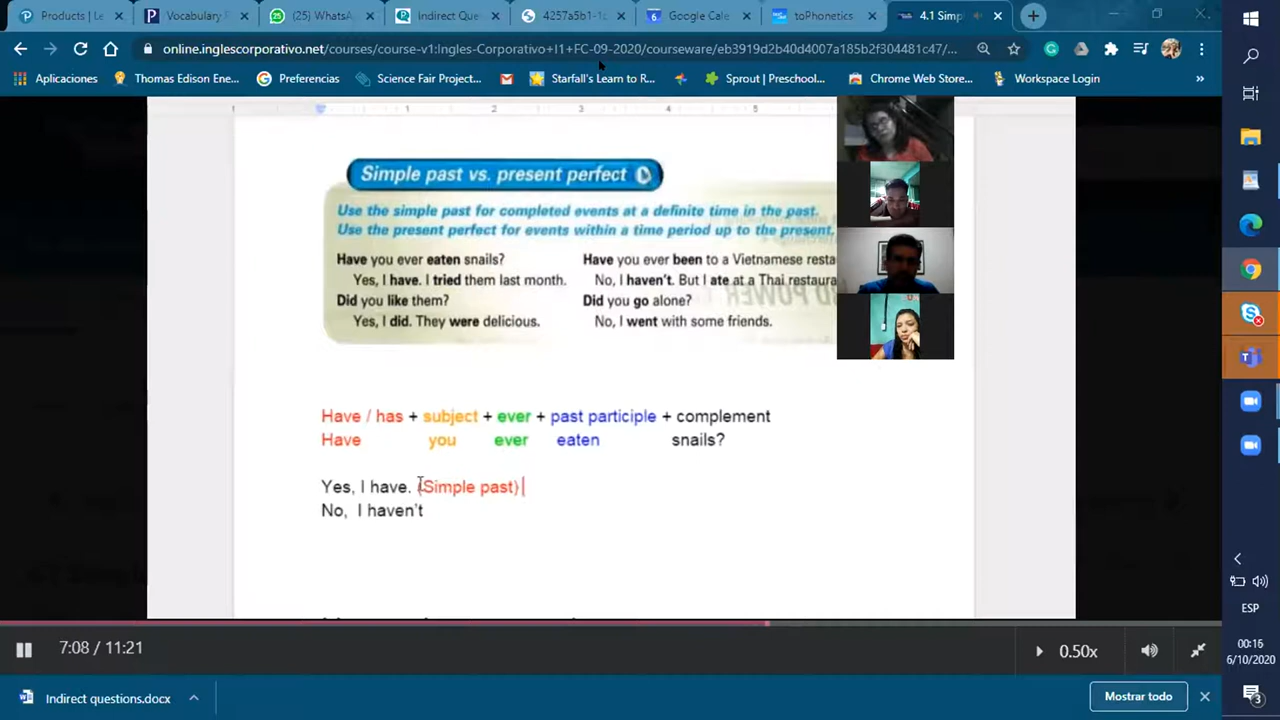 Products | Le
Vocabulary R
(25) WhatsA
Indirect Que
4257a5b1-1c
Google Cale
toPhonetics
4.1 Simp
online.inglescorporativo.net/courses/course-v1:Ingles-Corporativo+I1+FC-09-2020/courseware/eb3919d2b40d4007a185b2f304481c47/...
Aplicaciones
Thomas Edison Ene...
Preferencias
Science Fair Project...
Starfall's Learn to R...
Sprout | Preschool...
Chrome Web Store...
Workspace Login
»
1 1 2 3 4 5
Simple past vs. present perfect
Use the simple past for completed events at a definite time in the past.
Use the present perfect for events within a time period up to the present.
Have you ever eaten snails?
Yes, I have. I tried them last month.
Did you like them?
Yes, I did. They were delicious.
Have you ever been to a Vietnamese resta
No, I haven't. But I ate at a Thai restaura
Did you go alone?
No, I went with some friends.
Have / has + subject + ever + past participle + complement
Have you ever eaten snails?
Yes, I have. (Simple past)
No, I haven't
7:08 / 11:21
0.50x
Indirect questions.docx
Mostrar todo
ESP
00:16
6/10/2020
3